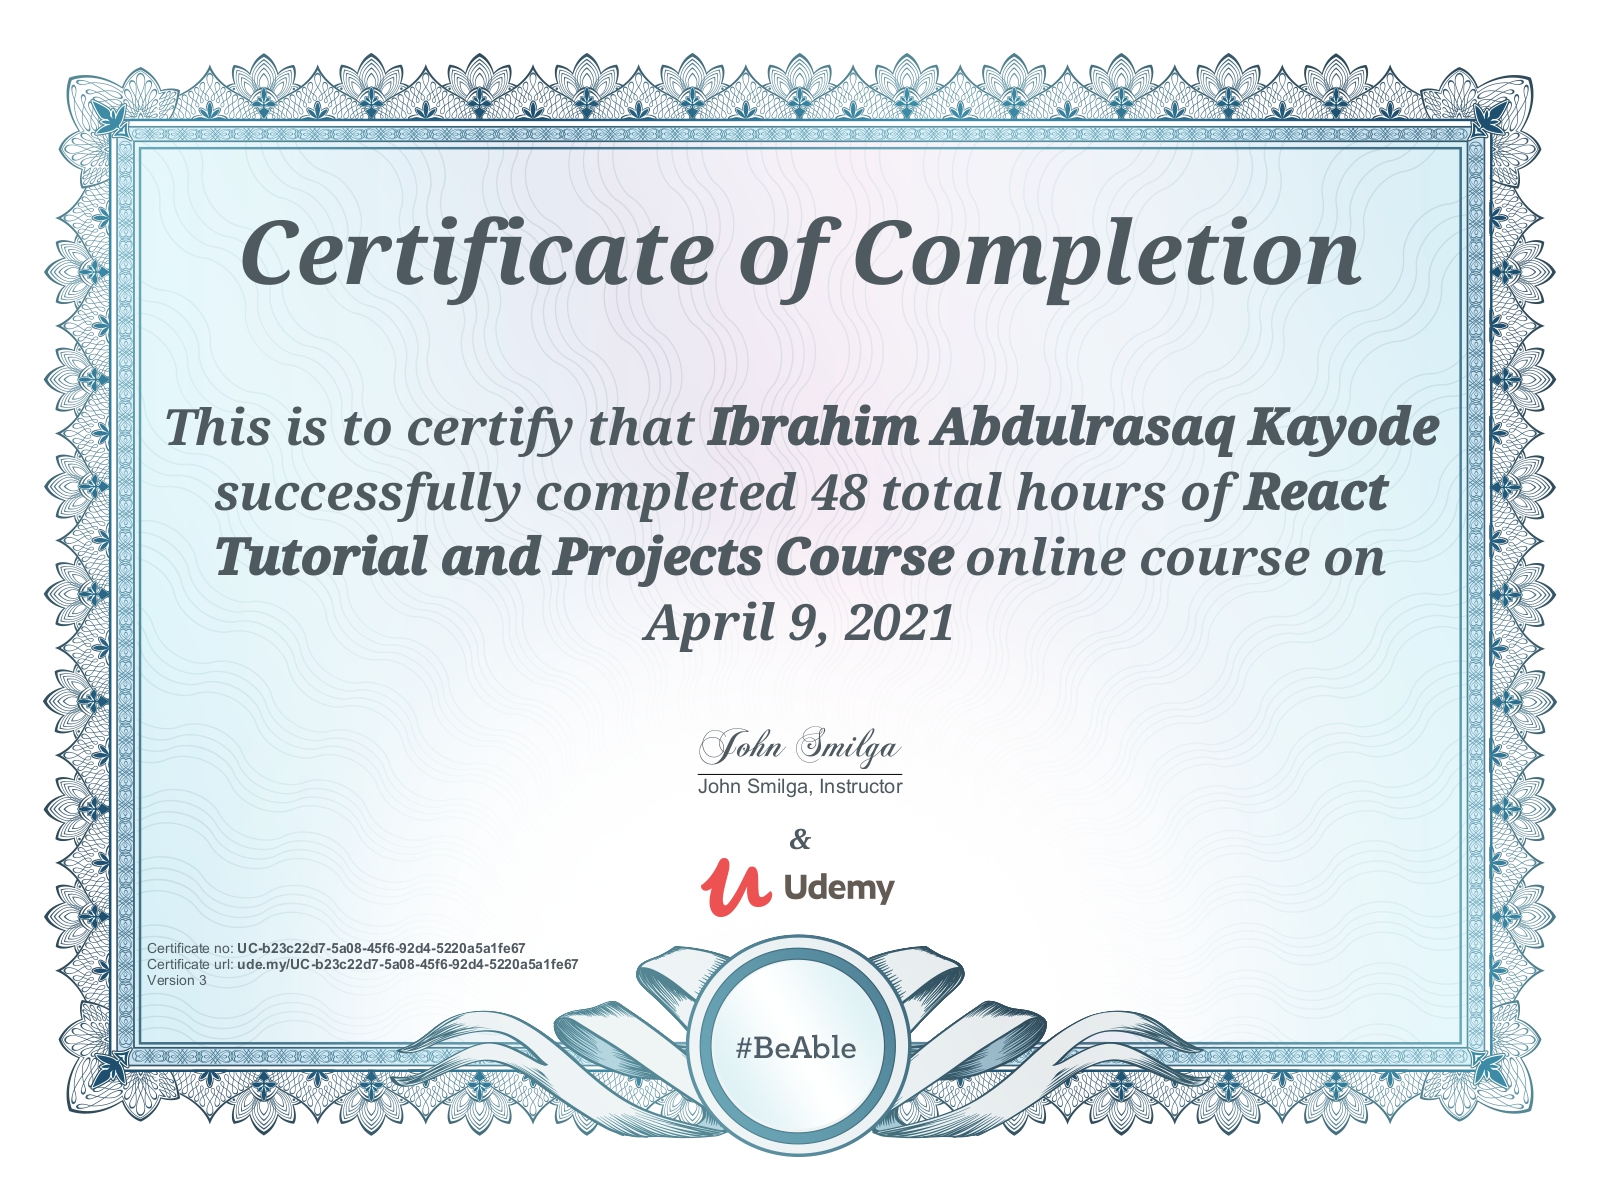 Certificate of Completion
This is to certify that Ibrahim Abdulrasaq Kayode
successfully completed 48 total hours of React
Tutorial and Projects Course online course on
April 9, 2021
John Smilga
John Smilga, Instructor
&
Udemy
Certificate no: UC-b23c22d7-5a08-45f6-92d4-5220a5a1fe67
Certificate url: ude.my/UC-b23c22d7-5a08-45f6-92d4-5220a5a1fe67
Version 3
#BeAble